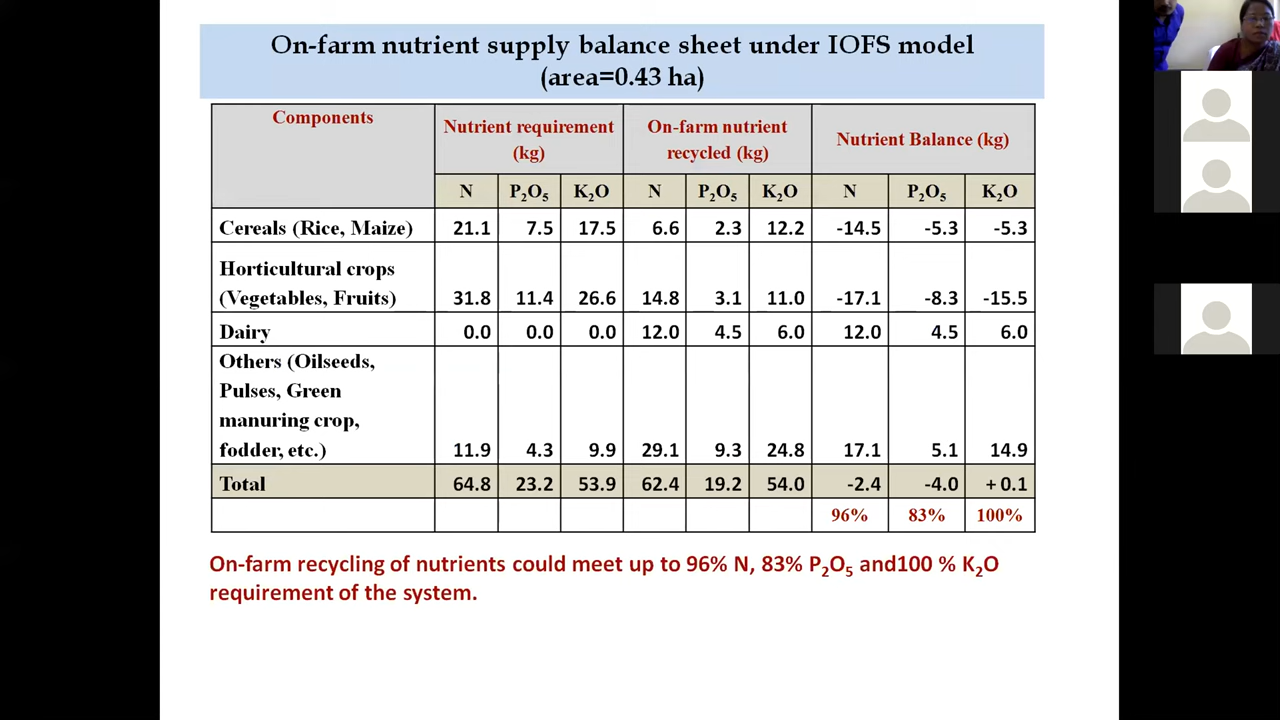 On-farm nutrient supply balance sheet under IOFS model
(area=0.43 ha)
Components Nutrient requirement (kg) On-farm nutrient recycled (kg) Nutrient Balance (kg)
N P₂O₅ K₂O N P₂O₅ K₂O N P₂O₅ K₂O
Cereals (Rice, Maize) 21.1 7.5 17.5 6.6 2.3 12.2 -14.5 -5.3 -5.3
Horticultural crops
(Vegetables, Fruits) 31.8 11.4 26.6 14.8 3.1 11.0 -17.1 -8.3 -15.5
Dairy 0.0 0.0 0.0 12.0 4.5 6.0 12.0 4.5 6.0
Others (Oilseeds,
Pulses, Green
manuring crop,
fodder, etc.) 11.9 4.3 9.9 29.1 9.3 24.8 17.1 5.1 14.9
Total 64.8 23.2 53.9 62.4 19.2 54.0 -2.4 -4.0 + 0.1
96% 83% 100%
On-farm recycling of nutrients could meet up to 96% N, 83% P₂O₅ and100 % K₂O
requirement of the system.